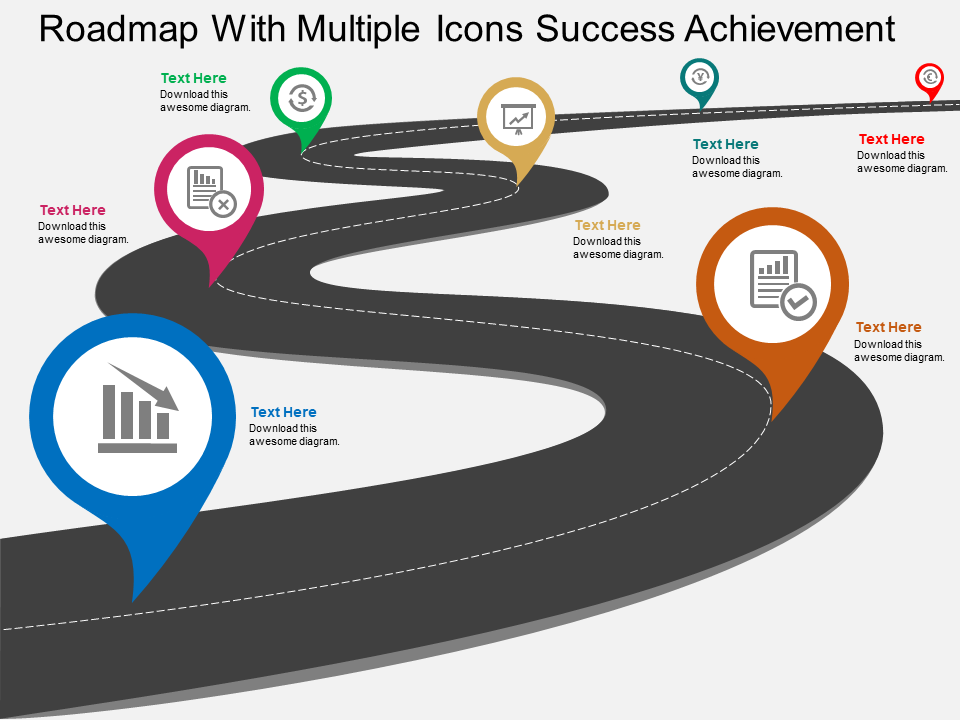 Roadmap With Multiple Icons Success Achievement
Text Here
Download this
awesome diagram.
$
¥
€
Text Here
Download this
awesome diagram.
Text Here
Download this
awesome diagram.
Text Here
Download this
awesome diagram.
Text Here
Download this
awesome diagram.
Text Here
Download this
awesome diagram.
Text Here
Download this
awesome diagram.